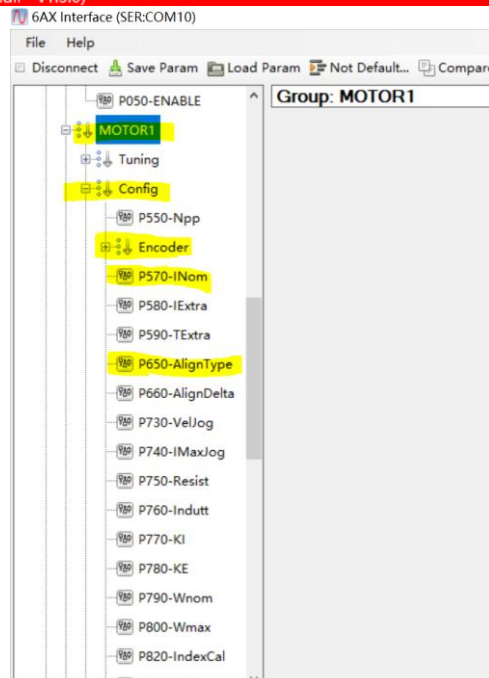 6AX Interface (SER:COM10)
File Help
Disconnect Save Param Load Param Not Default... Compare
P050-ENABLE
Group: MOTOR1
MOTOR1
Tuning
Config
P550-Npp
Encoder
P570-INom
P580-IExtra
P590-TExtra
P650-AlignType
P660-AlignDelta
P730-VelJog
P740-IMaxJog
P750-Resist
P760-Indutt
P770-KI
P780-KE
P790-Wnom
P800-Wmax
P820-IndexCal